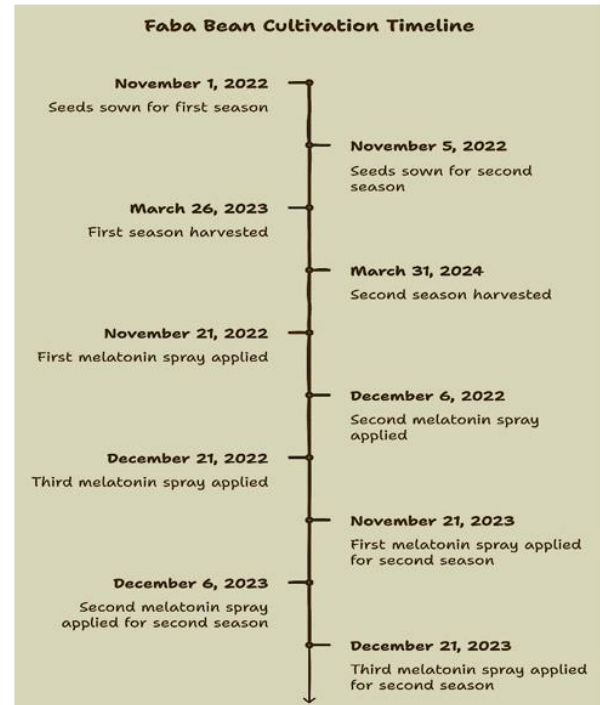 Faba Bean Cultivation Timeline
November 1, 2022
Seeds sown for first season
November 5, 2022
Seeds sown for second
season
March 26, 2023
First season harvested
March 31, 2024
Second season harvested
November 21, 2022
First melatonin spray applied
December 6, 2022
Second melatonin spray
applied
December 21, 2022
Third melatonin spray applied
November 21, 2023
First melatonin spray applied
for second season
December 6, 2023
Second melatonin spray
applied for second season
December 21, 2023
Third melatonin spray applied
for second season